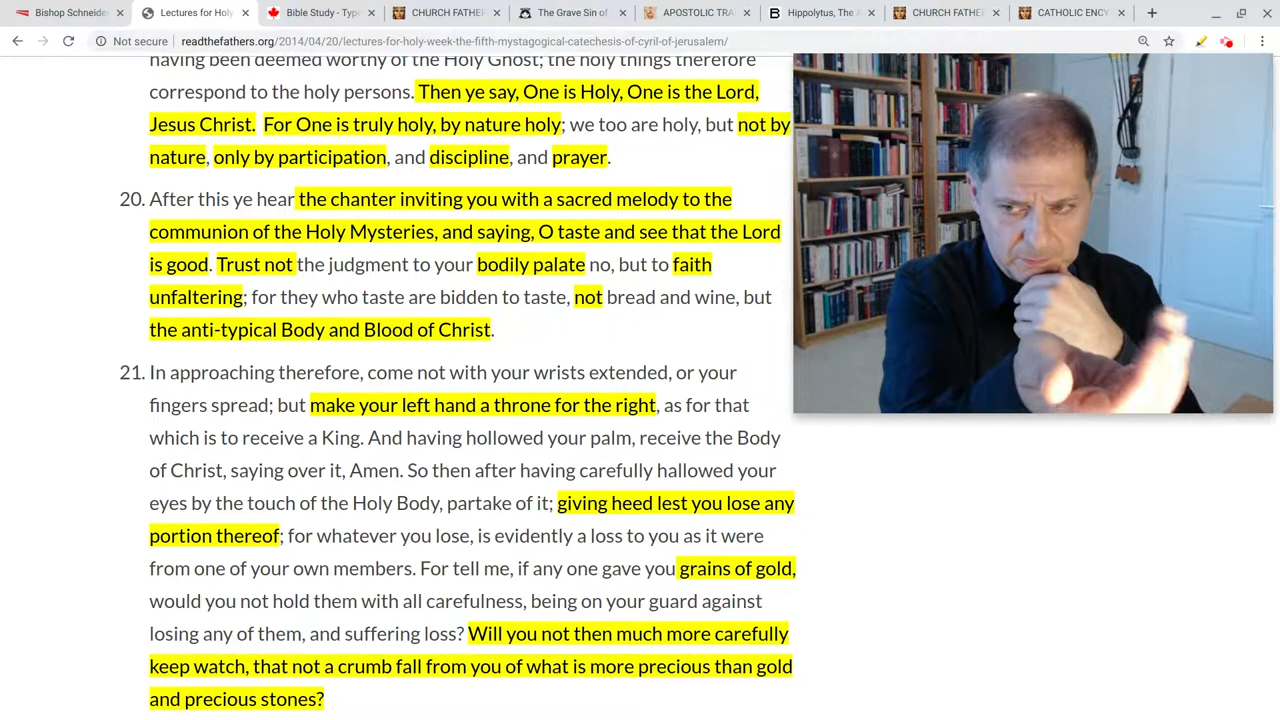 Bishop Schneide
Lectures for Holy
Bible Study - Type
CHURCH FATHE
The Grave Sin of
APOSTOLIC TRA
Hippolytus, The A
CHURCH FATHE
CATHOLIC ENCY
Not secure | readthefathers.org/2014/04/20/lectures-for-holy-week-the-fifth-mystagogical-catechesis-of-cyril-of-jerusalem/
having been deemed worthy of the Holy Ghost; the holy things therefore
correspond to the holy persons. Then ye say, One is Holy, One is the Lord,
Jesus Christ. For One is truly holy, by nature holy; we too are holy, but not by
nature, only by participation, and discipline, and prayer.
20. After this ye hear the chanter inviting you with a sacred melody to the
communion of the Holy Mysteries, and saying, O taste and see that the Lord
is good. Trust not the judgment to your bodily palate no, but to faith
unfaltering; for they who taste are bidden to taste, not bread and wine, but
the anti-typical Body and Blood of Christ.
21. In approaching therefore, come not with your wrists extended, or your
fingers spread; but make your left hand a throne for the right, as for that
which is to receive a King. And having hollowed your palm, receive the Body
of Christ, saying over it, Amen. So then after having carefully hallowed your
eyes by the touch of the Holy Body, partake of it; giving heed lest you lose any
portion thereof; for whatever you lose, is evidently a loss to you as it were
from one of your own members. For tell me, if any one gave you grains of gold,
would you not hold them with all carefulness, being on your guard against
losing any of them, and suffering loss? Will you not then much more carefully
keep watch, that not a crumb fall from you of what is more precious than gold
and precious stones?